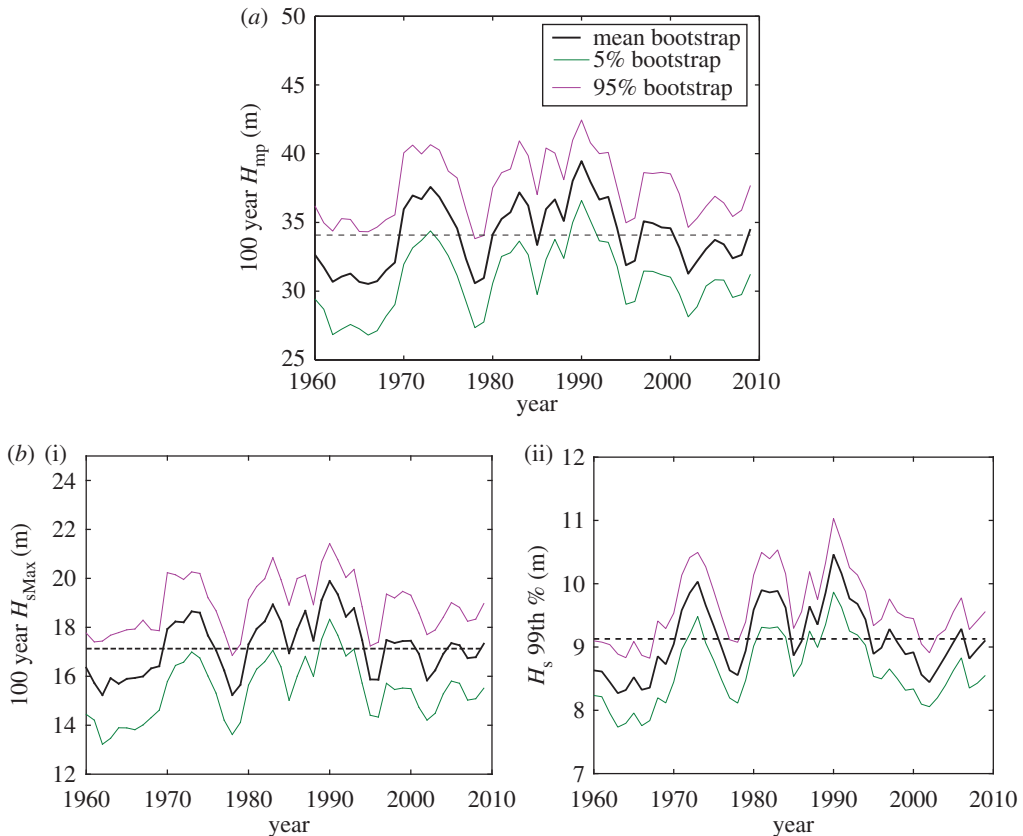 (a)
50
45
40
35
30
25
100 year Hmp (m)
mean bootstrap
5% bootstrap
95% bootstrap
1960 1970 1980 1990 2000 2010
year
(b) (i)
24
22
20
18
16
14
12
100 year HsMax (m)
1960 1970 1980 1990 2000 2010
year
(ii)
12
11
10
9
8
7
Hs 99th % (m)
1960 1970 1980 1990 2000 2010
year